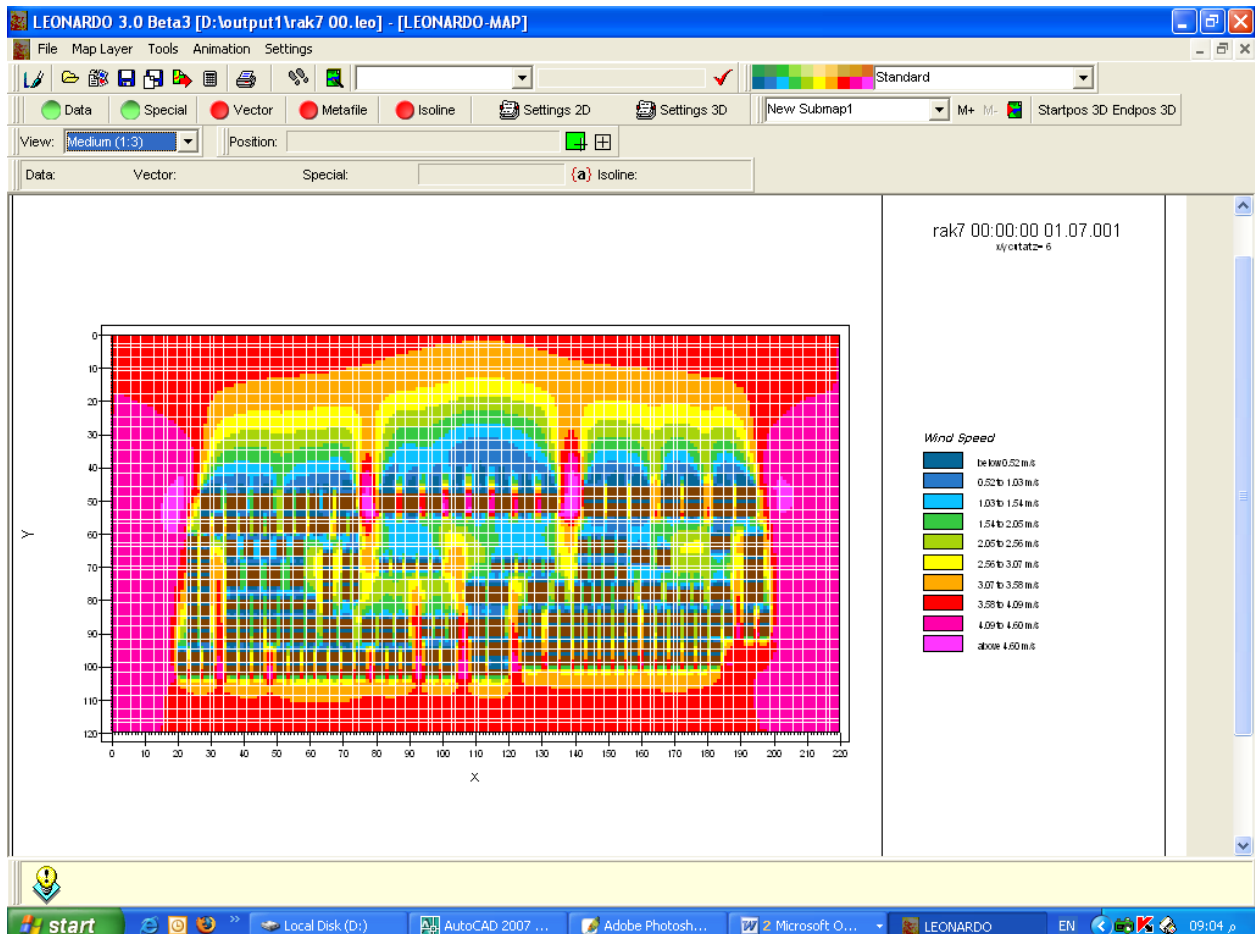 LEONARDO 3.0 Beta3 [D:\output1\rak7 00.leo] - [LEONARDO-MAP]
File Map Layer Tools Animation Settings
Standard
Data Special Vector Metafile Isoline Settings 2D Settings 3D New Submap1 M+ M- Startpos 3D Endpos 3D
View: Medium (1:3) Position:
Data: Vector: Special: {a} Isoline:
rak7 00:00:00 01.07.001
x/y cut at z= 6
0
10
20
30
40
50
60
70
80
90
100
110
120
Y
0 10 20 30 40 50 60 70 80 90 100 110 120 130 140 150 160 170 180 190 200 210 220
X
Wind Speed
below 0.52 m/s
0.52 to 1.03 m/s
1.03 to 1.54 m/s
1.54 to 2.05 m/s
2.05 to 2.56 m/s
2.56 to 3.07 m/s
3.07 to 3.58 m/s
3.58 to 4.09 m/s
4.09 to 4.60 m/s
above 4.60 m/s
start Local Disk (D:) AutoCAD 2007 ... Adobe Photosh... 2 Microsoft O... LEONARDO EN 09:04 م